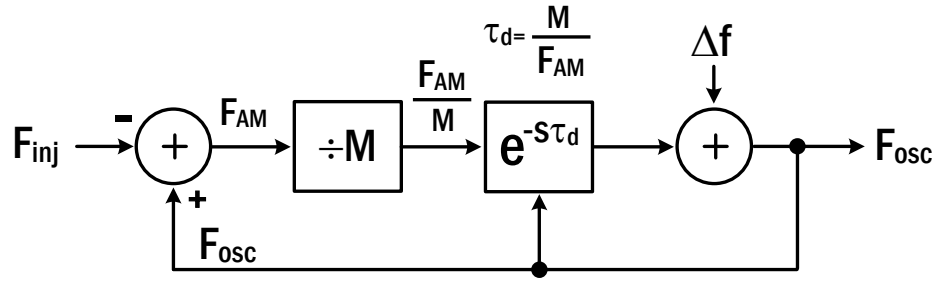 τd= M/FAM
Δf
FAM
FAM/M
-
Finj
+
÷M
e-sτd
+
Fosc
+
Fosc